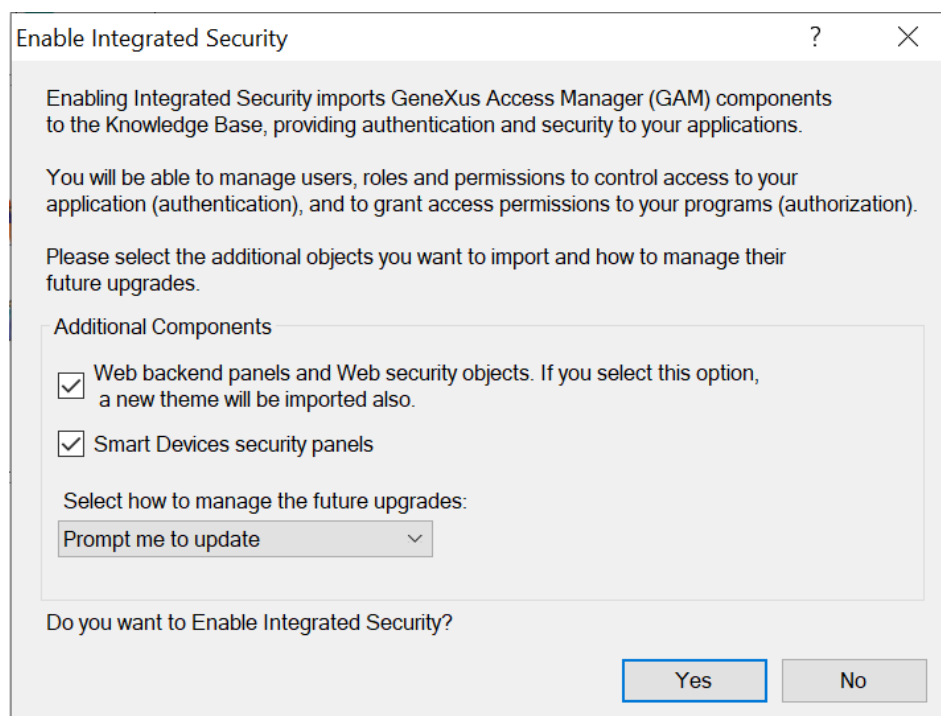 Enable Integrated Security
?
Enabling Integrated Security imports GeneXus Access Manager (GAM) components
to the Knowledge Base, providing authentication and security to your applications.
You will be able to manage users, roles and permissions to control access to your
application (authentication), and to grant access permissions to your programs (authorization).
Please select the additional objects you want to import and how to manage their
future upgrades.
Additional Components
Web backend panels and Web security objects. If you select this option,
a new theme will be imported also.
Smart Devices security panels
Select how to manage the future upgrades:
Prompt me to update
Do you want to Enable Integrated Security?
Yes
No